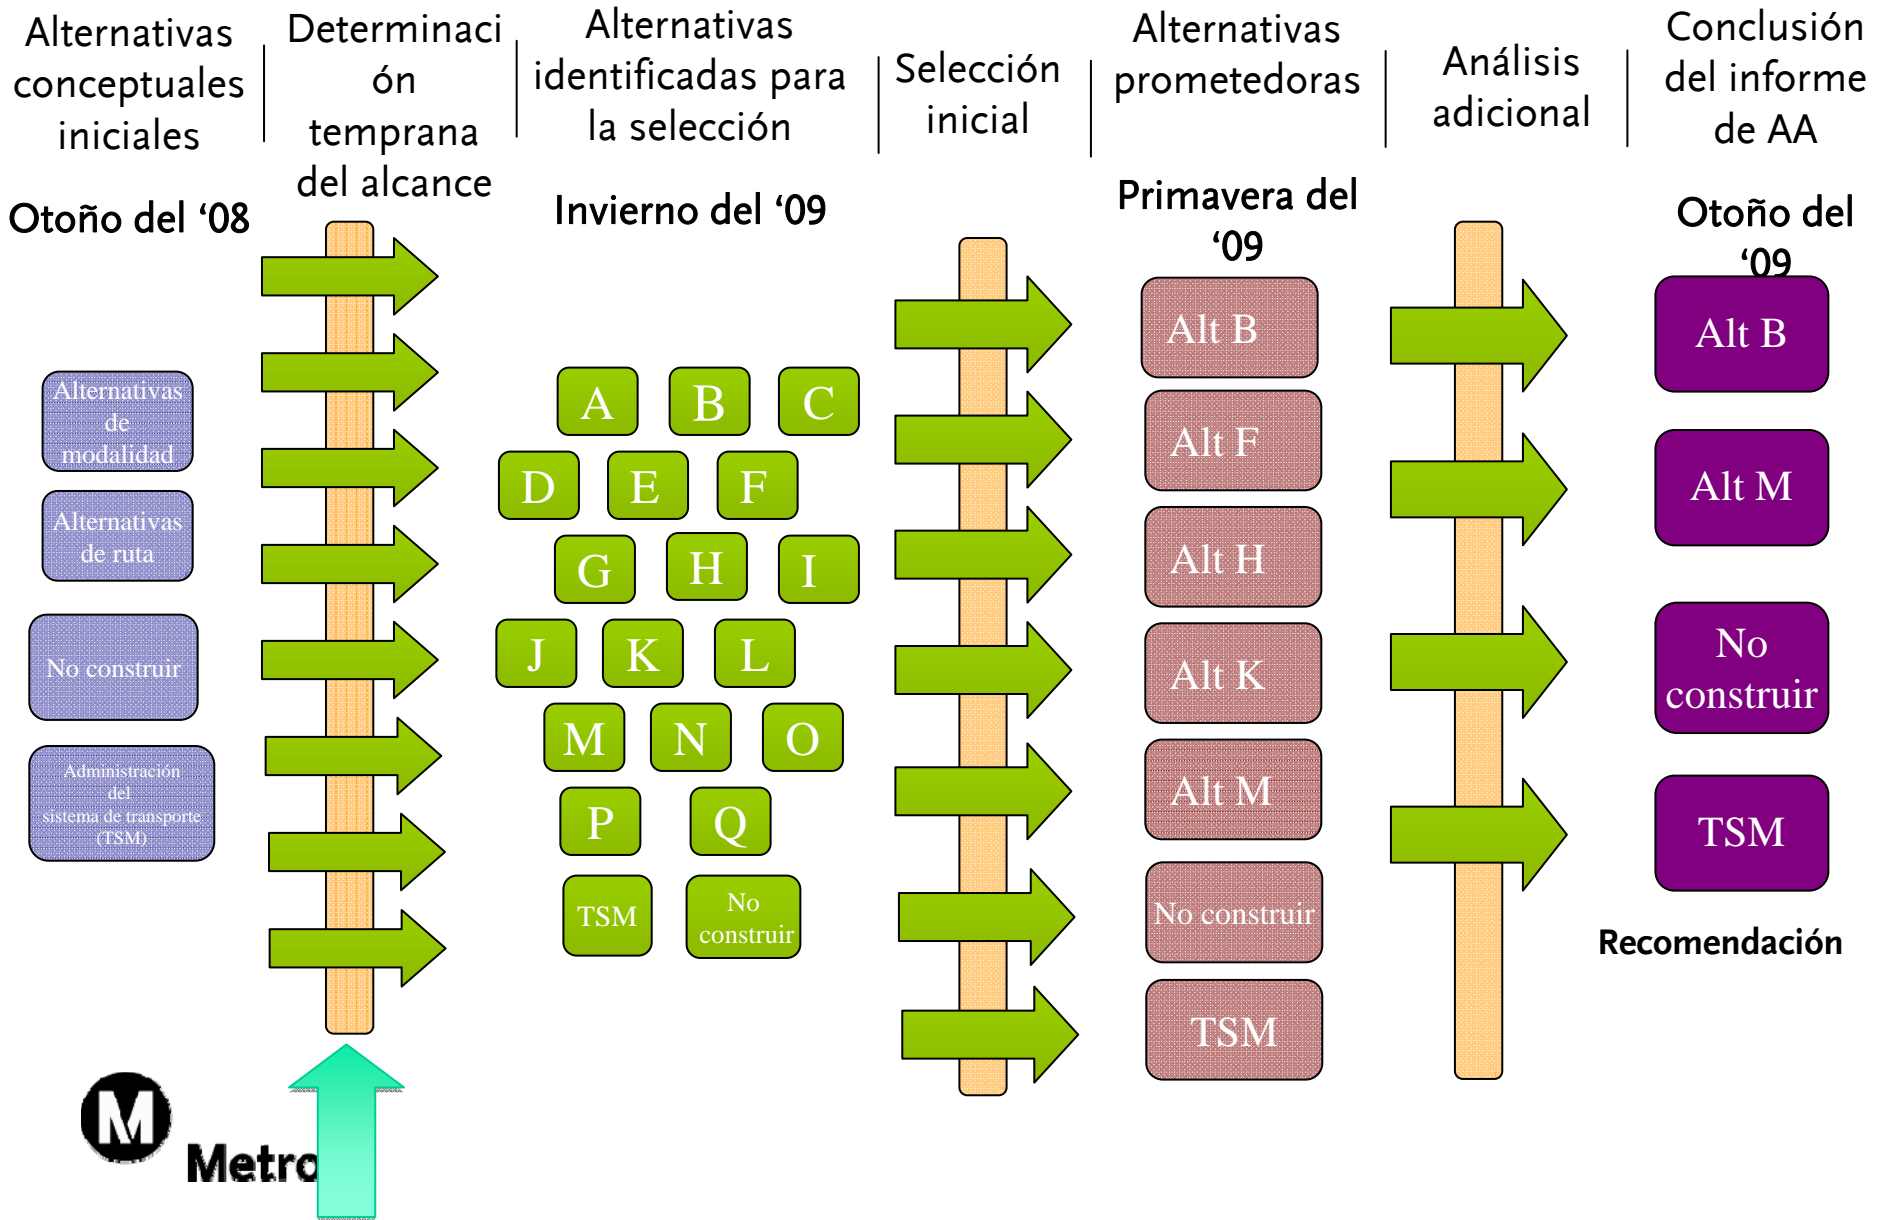 Alternativas
conceptuales
iniciales
Determinaci
ón
temprana
del alcance
Alternativas
identificadas para
la selección
Selección
inicial
Alternativas
prometedoras
Análisis
adicional
Conclusión
del informe
de AA
Otoño del ‘08
Invierno del ‘09
Primavera del
‘09
Otoño del
‘09
Alternativas
de
modalidad
Alternativas
de ruta
No construir
Administración
del
sistema de transporte
(TSM)
A B C
D E F
G H I
J K L
M N O
P Q
TSM
No
construir
Alt B
Alt F
Alt H
Alt K
Alt M
No construir
TSM
Alt B
Alt M
No
construir
TSM
Recomendación
M
Metro